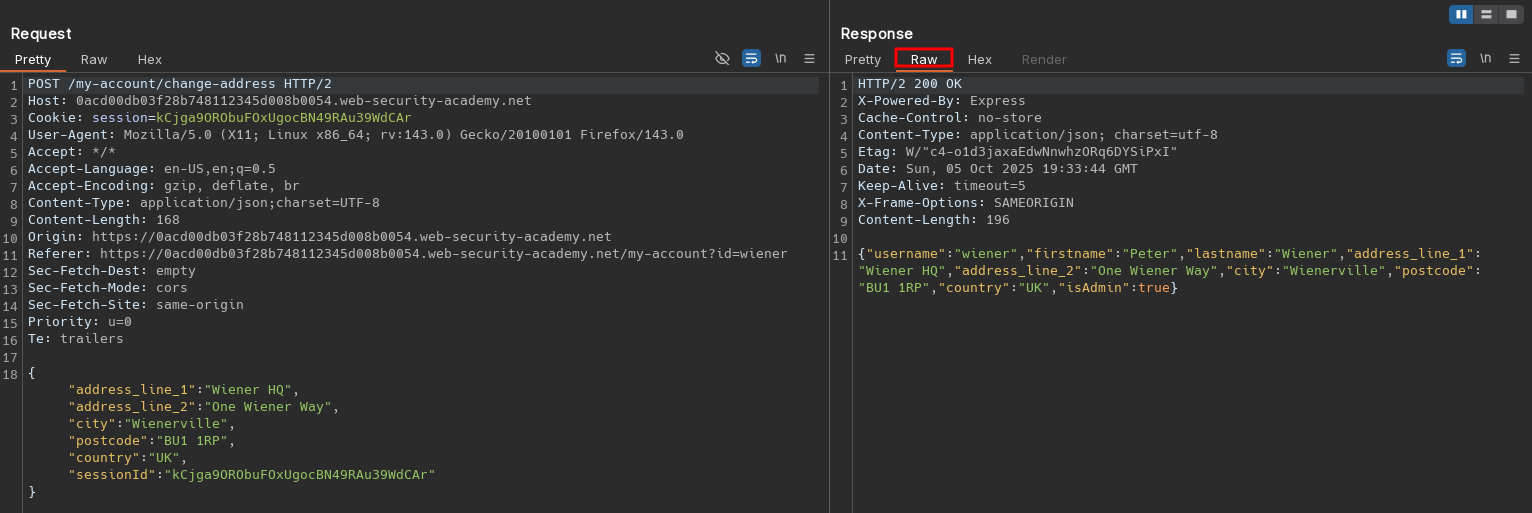 Request
Pretty Raw Hex \n
1 POST /my-account/change-address HTTP/2
2 Host: 0acd00db03f28b748112345d008b0054.web-security-academy.net
3 Cookie: session=kCjga9ORObuFOxUgocBN49RAu39WdCAr
4 User-Agent: Mozilla/5.0 (X11; Linux x86_64; rv:143.0) Gecko/20100101 Firefox/143.0
5 Accept: */*
6 Accept-Language: en-US,en;q=0.5
7 Accept-Encoding: gzip, deflate, br
8 Content-Type: application/json;charset=UTF-8
9 Content-Length: 168
10 Origin: https://0acd00db03f28b748112345d008b0054.web-security-academy.net
11 Referer: https://0acd00db03f28b748112345d008b0054.web-security-academy.net/my-account?id=wiener
12 Sec-Fetch-Dest: empty
13 Sec-Fetch-Mode: cors
14 Sec-Fetch-Site: same-origin
15 Priority: u=0
16 Te: trailers
17
18 {
"address_line_1":"Wiener HQ",
"address_line_2":"One Wiener Way",
"city":"Wienerville",
"postcode":"BU1 1RP",
"country":"UK",
"sessionId":"kCjga9ORObuFOxUgocBN49RAu39WdCAr"
}
Response
Pretty Raw Hex Render \n
1 HTTP/2 200 OK
2 X-Powered-By: Express
3 Cache-Control: no-store
4 Content-Type: application/json; charset=utf-8
5 Etag: W/"c4-o1d3jaxaEdwNnwhzORq6DYSiPxI"
6 Date: Sun, 05 Oct 2025 19:33:44 GMT
7 Keep-Alive: timeout=5
8 X-Frame-Options: SAMEORIGIN
9 Content-Length: 196
10
11 {"username":"wiener","firstname":"Peter","lastname":"Wiener","address_line_1":
"Wiener HQ","address_line_2":"One Wiener Way","city":"Wienerville","postcode":
"BU1 1RP","country":"UK","isAdmin":true}